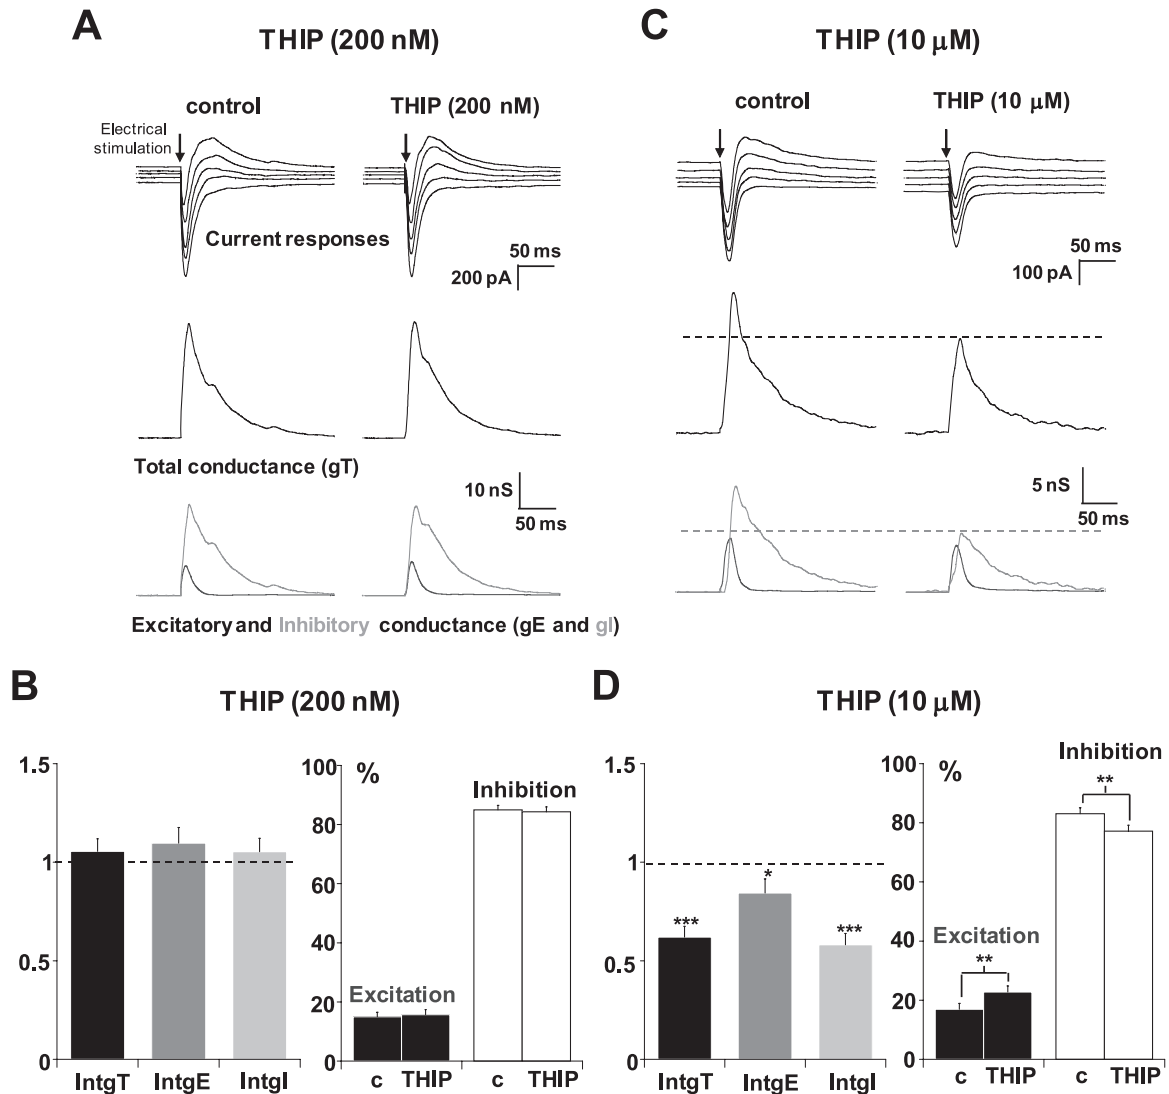 A
THIP (200 nM)
control
THIP (200 nM)
Electrical
stimulation
Current responses
50 ms
200 pA
Total conductance (gT)
10 nS
50 ms
Excitatory and Inhibitory conductance (gE and gI)
C
THIP (10 μM)
control
THIP (10 μM)
50 ms
100 pA
5 nS
50 ms
B
THIP (200 nM)
1.5
1
0.5
0
IntgT
IntgE
IntgI
100
80
60
40
20
0
%
Inhibition
Excitation
c
THIP
c
THIP
D
THIP (10 μM)
1.5
1
0.5
0
***
*
***
IntgT
IntgE
IntgI
100
80
60
40
20
0
%
Inhibition
**
Excitation
**
c
THIP
c
THIP